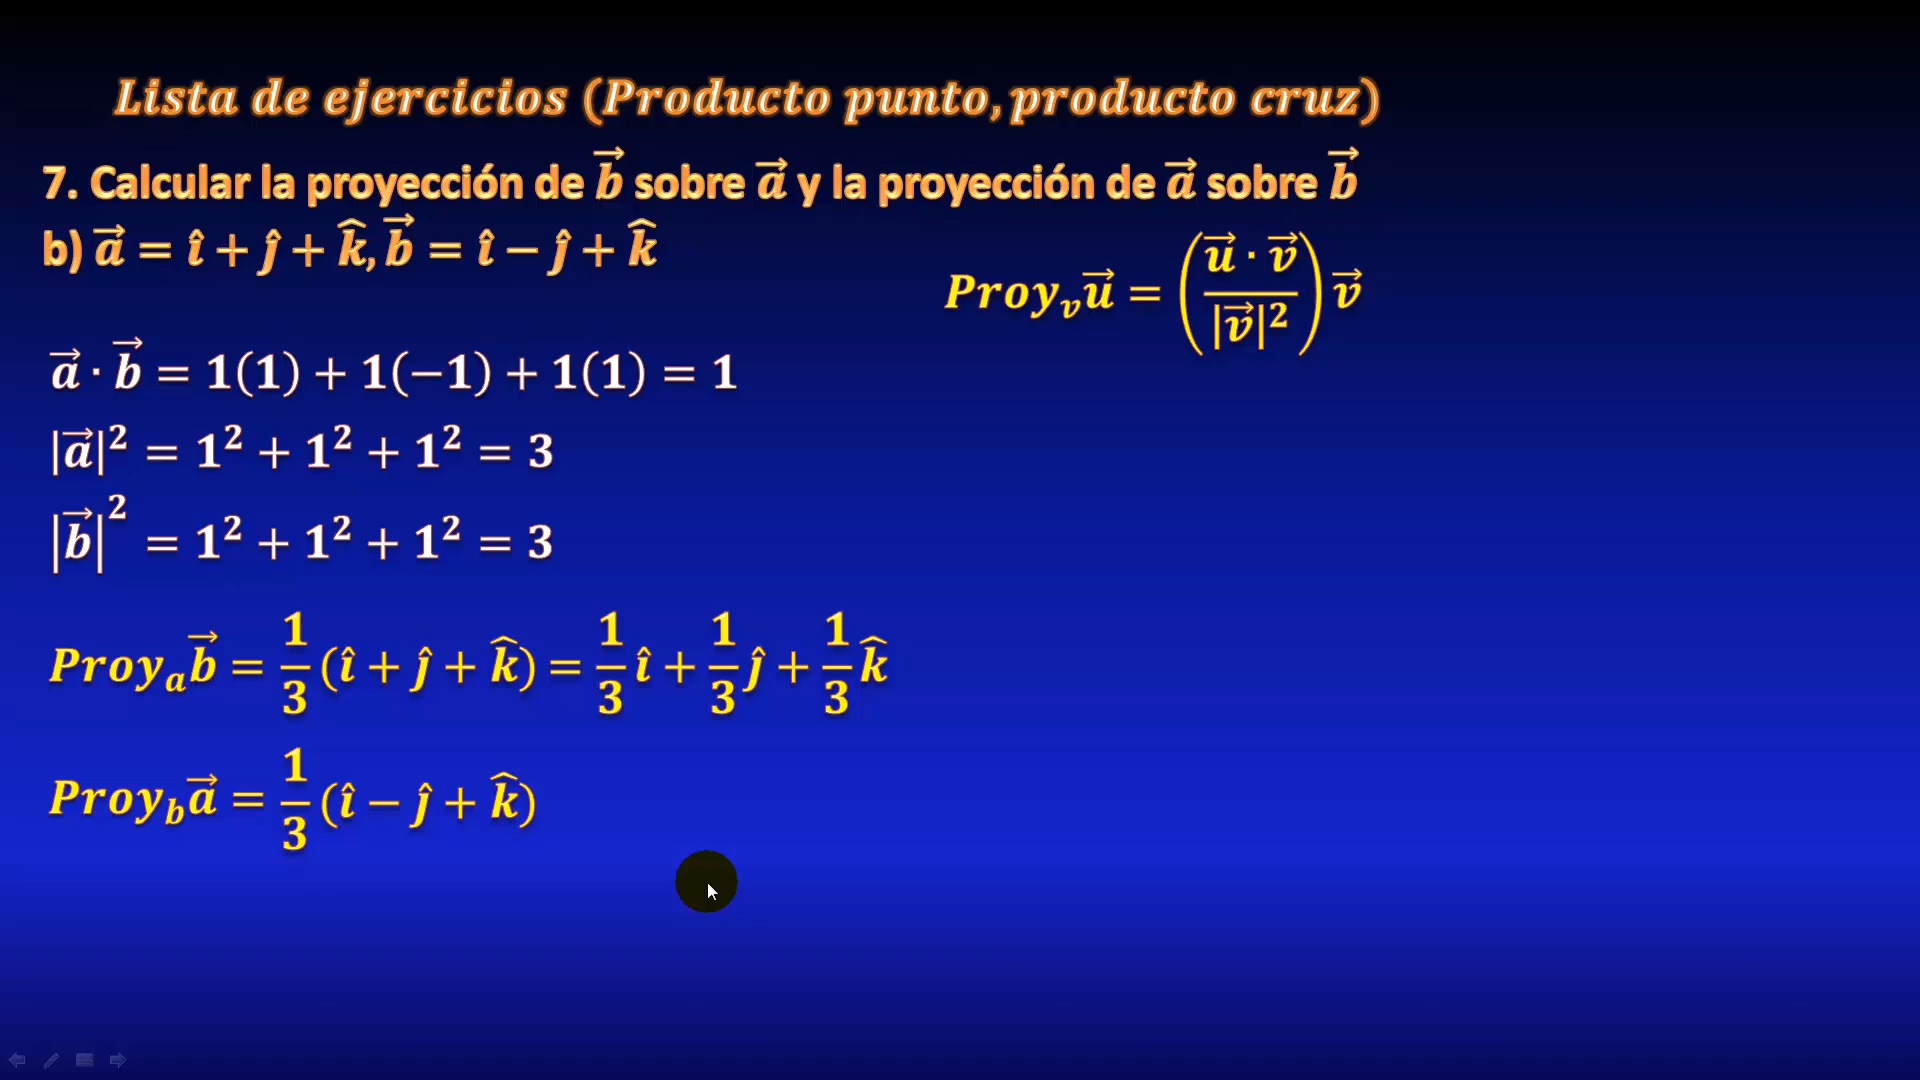 Lista de ejercicios (Producto punto, producto cruz)
7. Calcular la proyección de b⃗ sobre a⃗ y la proyección de a⃗ sobre b⃗
b) a⃗ = î + ĵ + k̂, b⃗ = î − ĵ + k̂
Proy_v u⃗ = ( (u⃗ · v⃗) / |v⃗|² ) v⃗
a⃗ · b⃗ = 1(1) + 1(−1) + 1(1) = 1
|a⃗|² = 1² + 1² + 1² = 3
|b⃗|² = 1² + 1² + 1² = 3
Proy_a b⃗ = 1/3 (î + ĵ + k̂) = 1/3 î + 1/3 ĵ + 1/3 k̂
Proy_b a⃗ = 1/3 (î − ĵ + k̂)